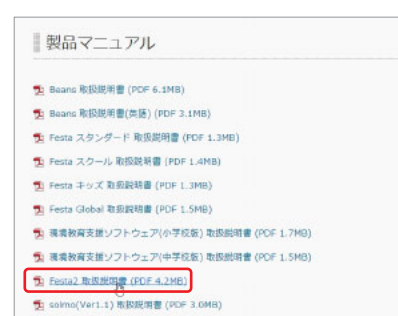 製品マニュアル
Beans 取扱説明書 (PDF 6.1MB)
Beans 取扱説明書(英語) (PDF 3.1MB)
Festa スタンダード 取扱説明書 (PDF 1.3MB)
Festa スクール 取扱説明書 (PDF 1.4MB)
Festa キッズ 取扱説明書 (PDF 1.3MB)
Festa Global 取扱説明書 (PDF 1.5MB)
環境教育支援ソフトウェア(小学校版) 取扱説明書 (PDF 1.7MB)
環境教育支援ソフトウェア(中学校版) 取扱説明書 (PDF 1.5MB)
Festa2 取扱説明書 (PDF 4.2MB)
solmo(Ver1.1) 取扱説明書 (PDF 3.0MB)